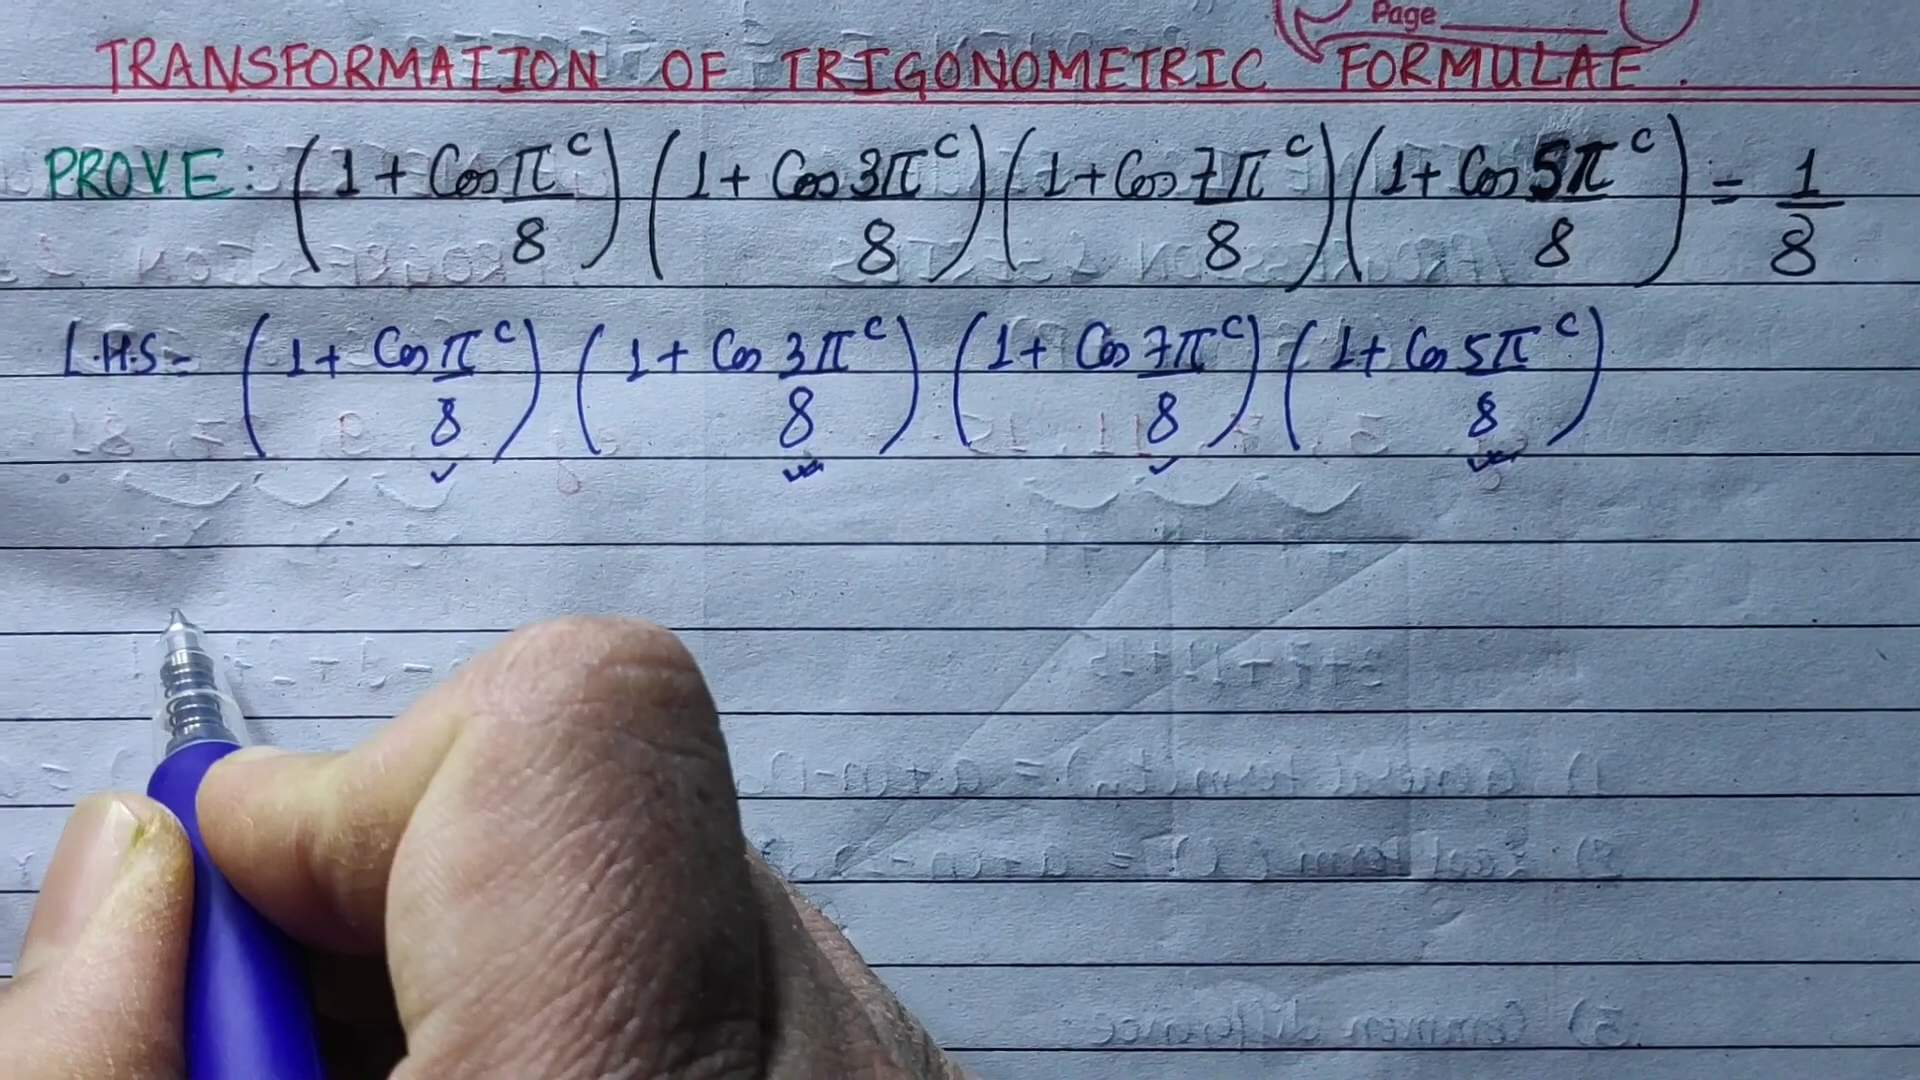 Page
TRANSFORMATION OF TRIGONOMETRIC FORMULAE.
PROVE: (1 + Cos π^c/8) (1 + Cos 3π^c/8) (1 + Cos 7π^c/8) (1 + Cos 5π^c/8) = 1/8
L.H.S = (1 + Cos π^c/8) (1 + Cos 3π^c/8) (1 + Cos 7π^c/8) (1 + Cos 5π^c/8)